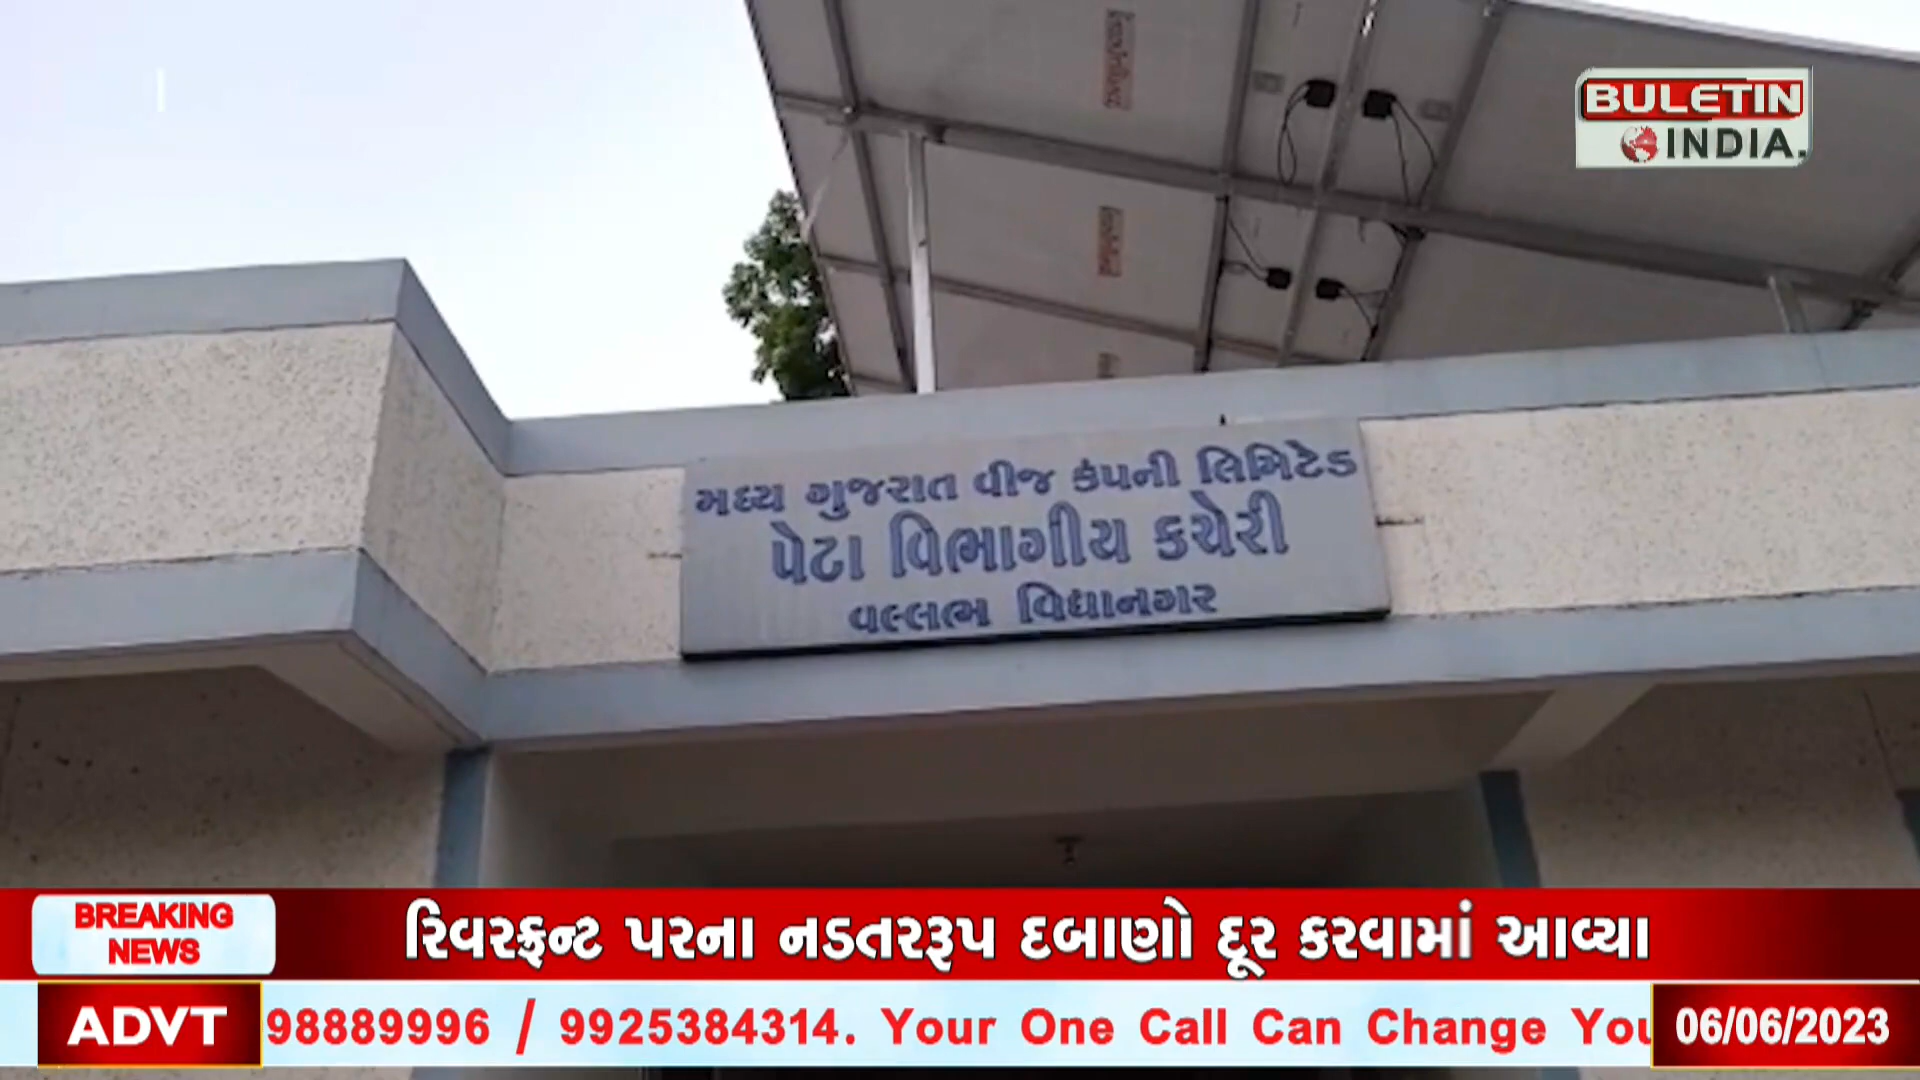 BULETIN
INDIA.
મધ્ય ગુજરાત વીજ કંપની લિમિટેડ
પેટા વિભાગીય કચેરી
વલ્લભ વિદ્યાનગર
BREAKING
NEWS
રિવરફ્રન્ટ પરના નડતરરૂપ દબાણો દૂર કરવામાં આવ્યા
ADVT
98889996 / 9925384314. Your One Call Can Change You
06/06/2023